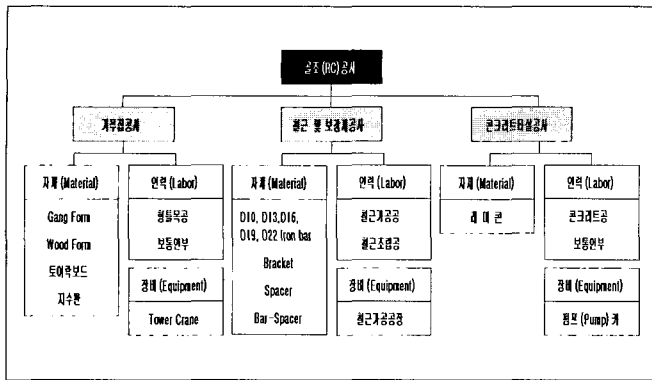 골조 (RC) 공사
거푸집공사
철근 및 보강재공사
콘크리트타설공사
자재 (Material)
Gang Form
Wood Form
토이락보드
지수판
인력 (Labor)
형틀목공
보통인부
장비 (Equipment)
Tower Crane
자재 (Material)
D10, D13, D16,
D19, D22 Iron bar
Bracket
Spacer
Bar-Spacer
인력 (Labor)
철근가공공
철근조립공
장비 (Equipment)
철근가공공장
자재 (Material)
레미콘
인력 (Labor)
콘크리트공
보통인부
장비 (Equipment)
펌프 (Pump) 카